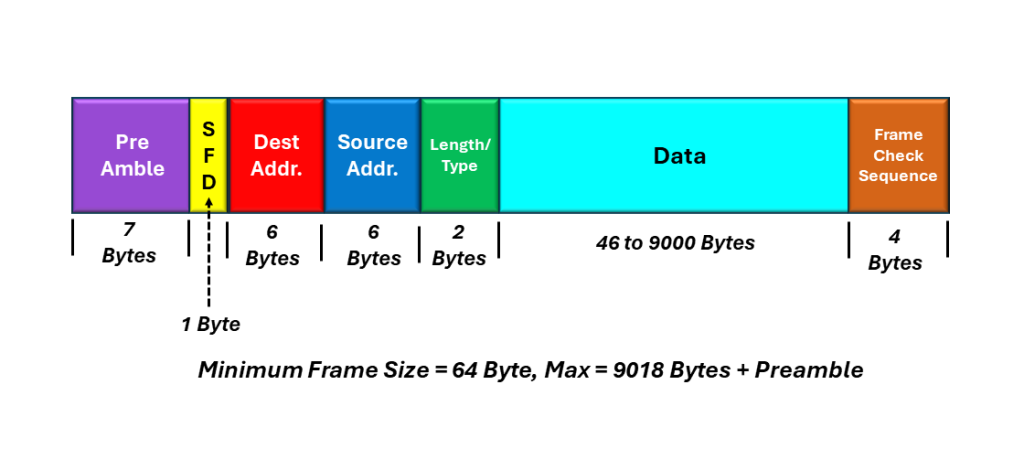 Pre
Amble
S
F
D
Dest
Addr.
Source
Addr.
Length/
Type
Data
Frame
Check
Sequence
7
Bytes
6
Bytes
6
Bytes
2
Bytes
46 to 9000 Bytes
4
Bytes
1 Byte
Minimum Frame Size = 64 Byte, Max = 9018 Bytes + Preamble